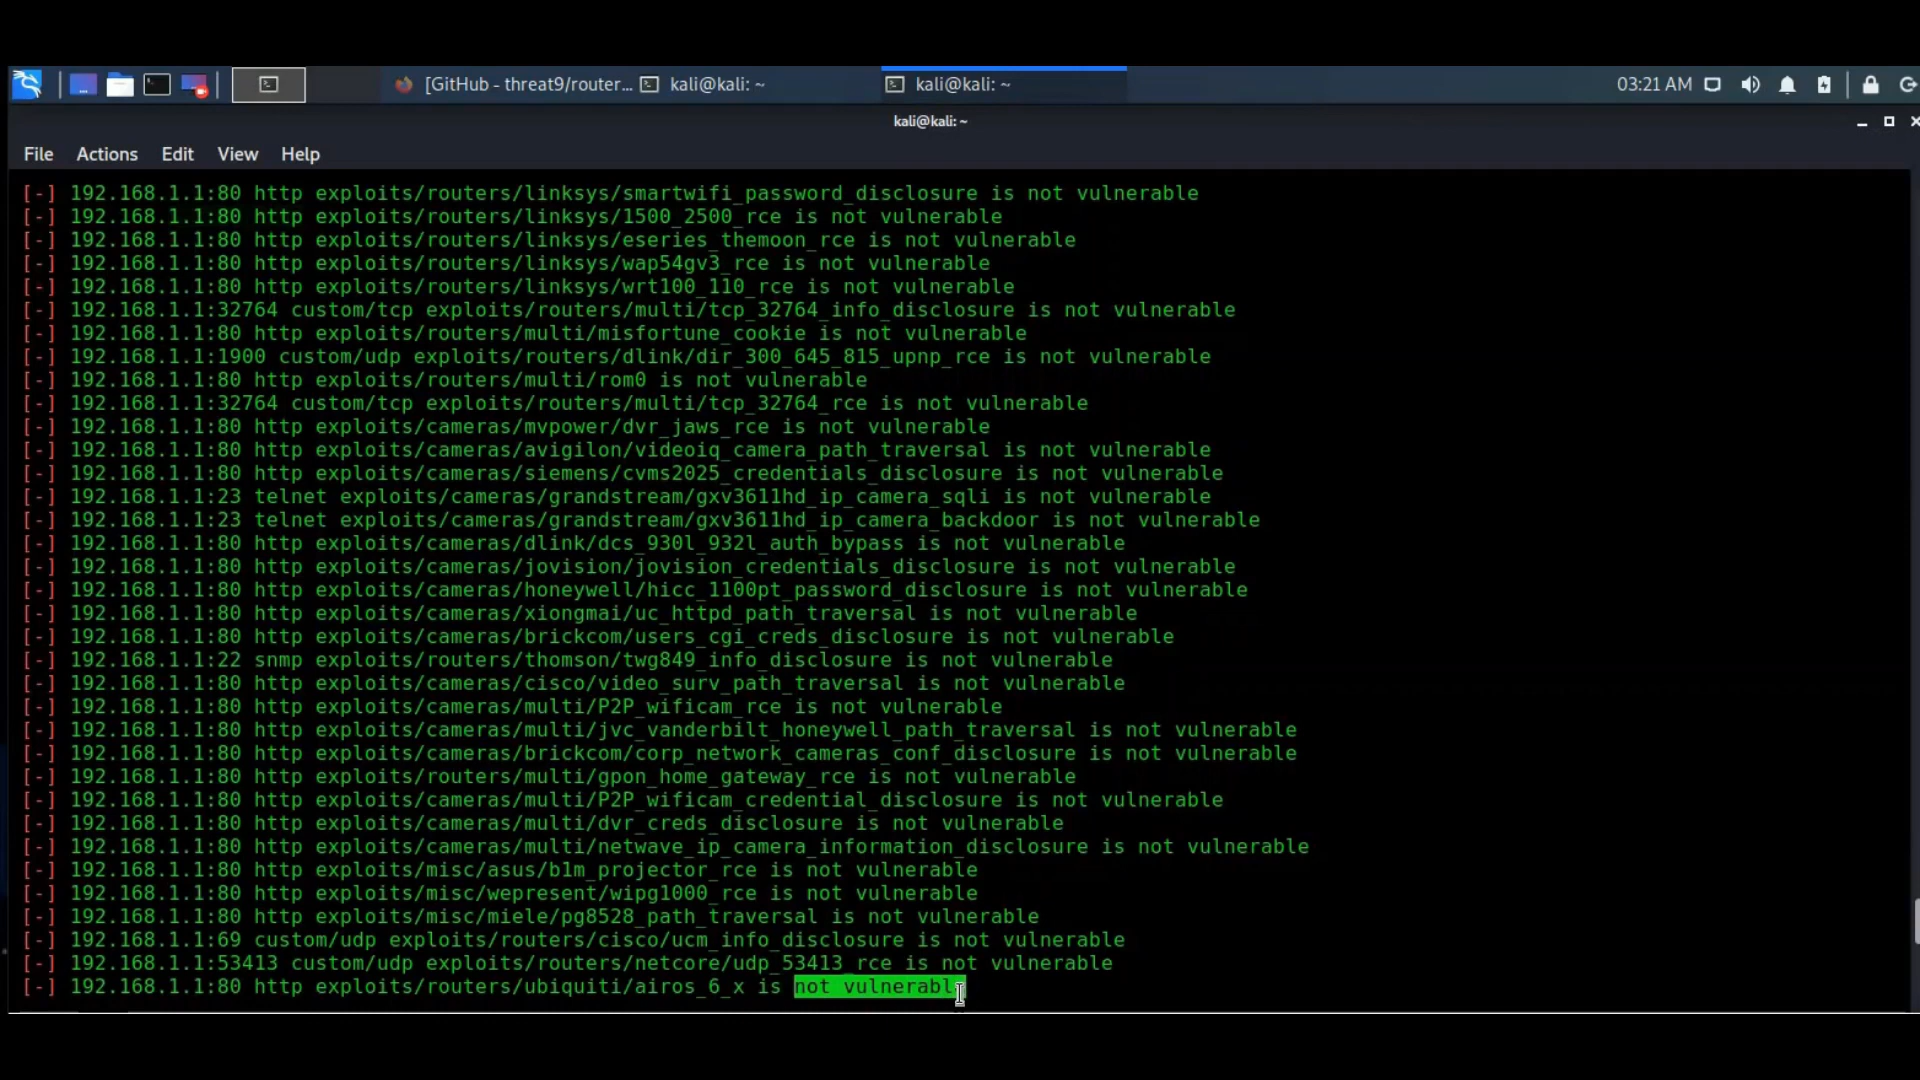 [GitHub - threat9/router... kali@kali: ~ kali@kali: ~ 03:21 AM
kali@kali: ~
File Actions Edit View Help
[-] 192.168.1.1:80 http exploits/routers/linksys/smartwifi_password_disclosure is not vulnerable
[-] 192.168.1.1:80 http exploits/routers/linksys/1500_2500_rce is not vulnerable
[-] 192.168.1.1:80 http exploits/routers/linksys/eseries_themoon_rce is not vulnerable
[-] 192.168.1.1:80 http exploits/routers/linksys/wap54gv3_rce is not vulnerable
[-] 192.168.1.1:80 http exploits/routers/linksys/wrt100_110_rce is not vulnerable
[-] 192.168.1.1:32764 custom/tcp exploits/routers/multi/tcp_32764_info_disclosure is not vulnerable
[-] 192.168.1.1:80 http exploits/routers/multi/misfortune_cookie is not vulnerable
[-] 192.168.1.1:1900 custom/udp exploits/routers/dlink/dir_300_645_815_upnp_rce is not vulnerable
[-] 192.168.1.1:80 http exploits/routers/multi/rom0 is not vulnerable
[-] 192.168.1.1:32764 custom/tcp exploits/routers/multi/tcp_32764_rce is not vulnerable
[-] 192.168.1.1:80 http exploits/cameras/mvpower/dvr_jaws_rce is not vulnerable
[-] 192.168.1.1:80 http exploits/cameras/avigilon/videoiq_camera_path_traversal is not vulnerable
[-] 192.168.1.1:80 http exploits/cameras/siemens/cvms2025_credentials_disclosure is not vulnerable
[-] 192.168.1.1:23 telnet exploits/cameras/grandstream/gxv3611hd_ip_camera_sqli is not vulnerable
[-] 192.168.1.1:23 telnet exploits/cameras/grandstream/gxv3611hd_ip_camera_backdoor is not vulnerable
[-] 192.168.1.1:80 http exploits/cameras/dlink/dcs_930l_932l_auth_bypass is not vulnerable
[-] 192.168.1.1:80 http exploits/cameras/jovision/jovision_credentials_disclosure is not vulnerable
[-] 192.168.1.1:80 http exploits/cameras/honeywell/hicc_1100pt_password_disclosure is not vulnerable
[-] 192.168.1.1:80 http exploits/cameras/xiongmai/uc_httpd_path_traversal is not vulnerable
[-] 192.168.1.1:80 http exploits/cameras/brickcom/users_cgi_creds_disclosure is not vulnerable
[-] 192.168.1.1:22 snmp exploits/routers/thomson/twg849_info_disclosure is not vulnerable
[-] 192.168.1.1:80 http exploits/cameras/cisco/video_surv_path_traversal is not vulnerable
[-] 192.168.1.1:80 http exploits/cameras/multi/P2P_wificam_rce is not vulnerable
[-] 192.168.1.1:80 http exploits/cameras/multi/jvc_vanderbilt_honeywell_path_traversal is not vulnerable
[-] 192.168.1.1:80 http exploits/cameras/brickcom/corp_network_cameras_conf_disclosure is not vulnerable
[-] 192.168.1.1:80 http exploits/routers/multi/gpon_home_gateway_rce is not vulnerable
[-] 192.168.1.1:80 http exploits/cameras/multi/P2P_wificam_credential_disclosure is not vulnerable
[-] 192.168.1.1:80 http exploits/cameras/multi/dvr_creds_disclosure is not vulnerable
[-] 192.168.1.1:80 http exploits/cameras/multi/netwave_ip_camera_information_disclosure is not vulnerable
[-] 192.168.1.1:80 http exploits/misc/asus/b1m_projector_rce is not vulnerable
[-] 192.168.1.1:80 http exploits/misc/wepresent/wipg1000_rce is not vulnerable
[-] 192.168.1.1:80 http exploits/misc/miele/pg8528_path_traversal is not vulnerable
[-] 192.168.1.1:69 custom/udp exploits/routers/cisco/ucm_info_disclosure is not vulnerable
[-] 192.168.1.1:53413 custom/udp exploits/routers/netcore/udp_53413_rce is not vulnerable
[-] 192.168.1.1:80 http exploits/routers/ubiquiti/airos_6_x is not vulnerable